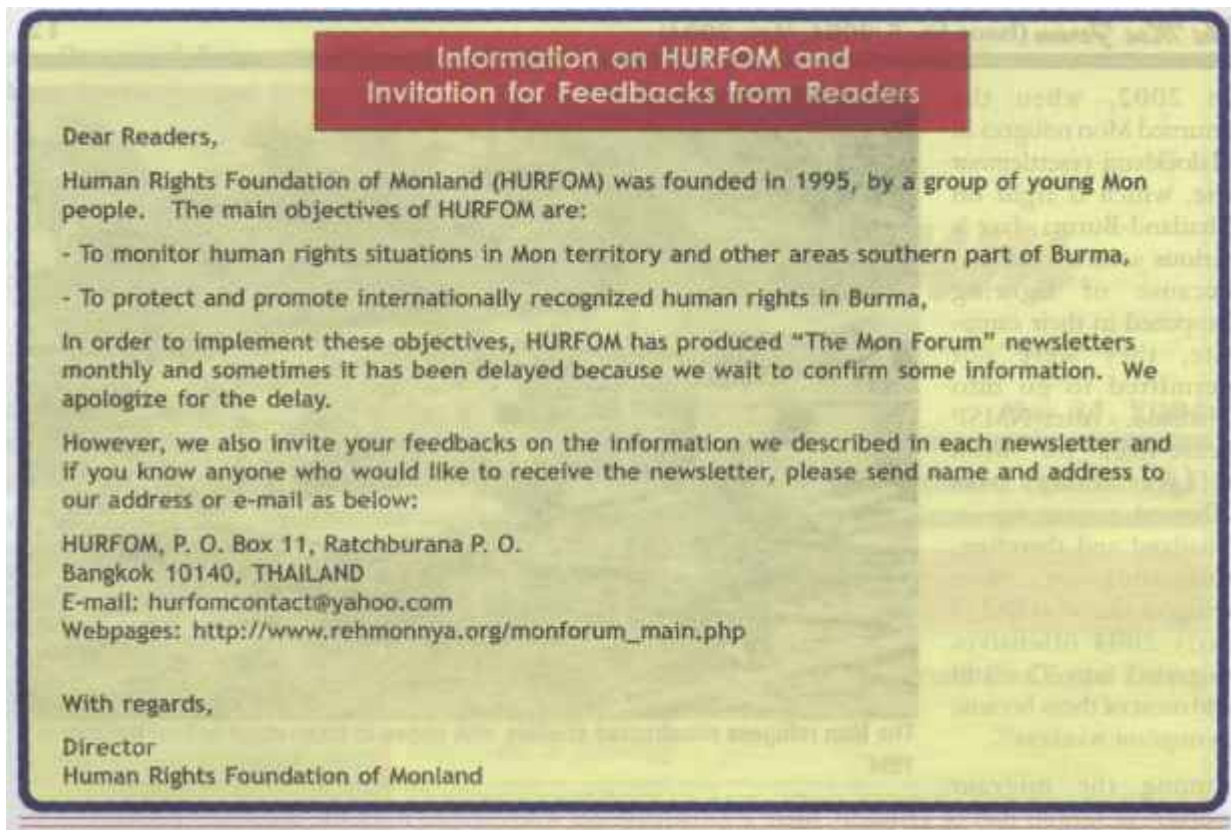 Information on HURFOM and
Invitation for Feedbacks from Readers
Dear Readers,
Human Rights Foundation of Monland (HURFOM) was founded in 1995, by a group of young Mon
people. The main objectives of HURFOM are:
- To monitor human rights situations in Mon territory and other areas southern part of Burma,
- To protect and promote internationally recognized human rights in Burma,
In order to implement these objectives, HURFOM has produced “The Mon Forum” newsletters
monthly and sometimes it has been delayed because we wait to confirm some information. We
apologize for the delay.
However, we also invite your feedbacks on the information we described in each newsletter and
if you know anyone who would like to receive the newsletter, please send name and address to
our address or e-mail as below:
HURFOM, P. O. Box 11, Ratchburana P. O.
Bangkok 10140, THAILAND
E-mail: hurfomcontact@yahoo.com
Webpages: http://www.rehmonnya.org/monforum_main.php
With regards,
Director
Human Rights Foundation of Monland